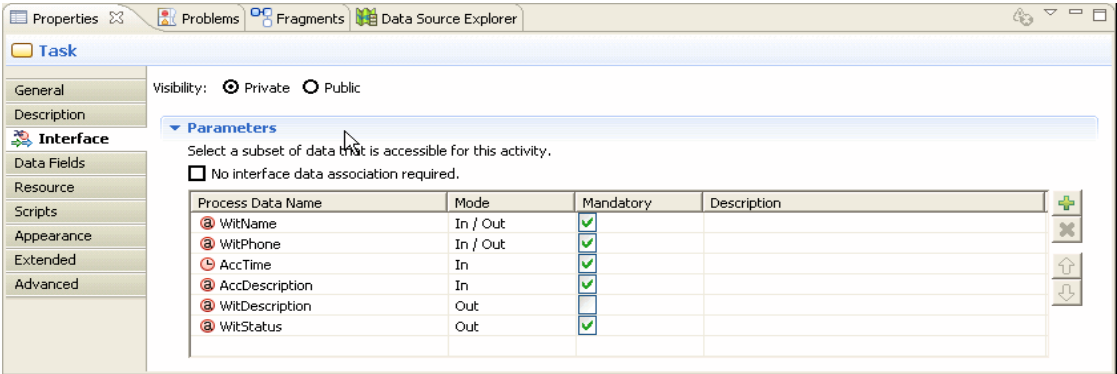 Properties Problems Fragments Data Source Explorer
Task
General
Description
Interface
Data Fields
Resource
Scripts
Appearance
Extended
Advanced
Visibility: Private Public
Parameters
Select a subset of data that is accessible for this activity.
No interface data association required.
Process Data Name Mode Mandatory Description
WitName In / Out
WitPhone In / Out
AccTime In
AccDescription In
WitDescription Out
WitStatus Out